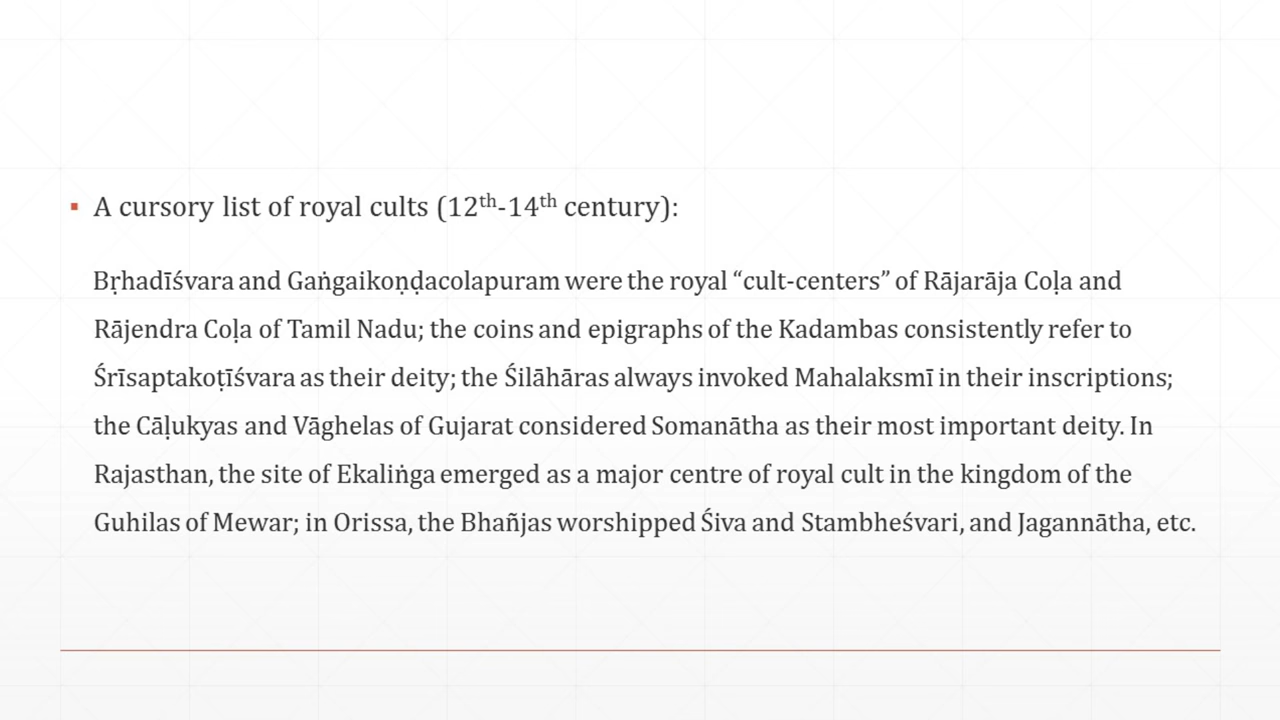 ▪ A cursory list of royal cults (12th-14th century):
Bṛhadīśvara and Gaṅgaikoṇḍacolapuram were the royal “cult-centers” of Rājarāja Coḷa and
Rājendra Coḷa of Tamil Nadu; the coins and epigraphs of the Kadambas consistently refer to
Śrīsaptakoṭīśvara as their deity; the Śilāhāras always invoked Mahalaksmī in their inscriptions;
the Cāḷukyas and Vāghelas of Gujarat considered Somanātha as their most important deity. In
Rajasthan, the site of Ekaliṅga emerged as a major centre of royal cult in the kingdom of the
Guhilas of Mewar; in Orissa, the Bhañjas worshipped Śiva and Stambheśvari, and Jagannātha, etc.